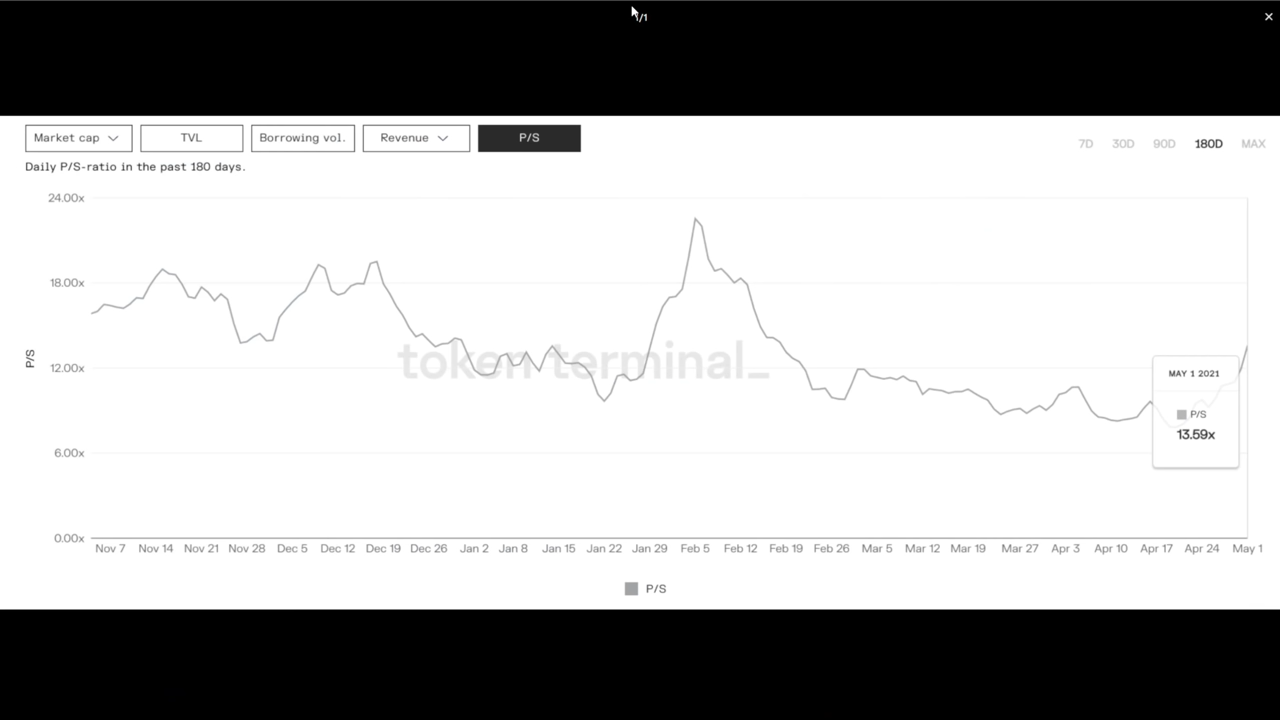 1/1
Market cap TVL Borrowing vol. Revenue P/S
7D 30D 90D 180D MAX
Daily P/S-ratio in the past 180 days.
24.00x
18.00x
12.00x
6.00x
0.00x
P/S
token terminal_
MAY 1 2021
P/S
13.59x
Nov 7 Nov 14 Nov 21 Nov 28 Dec 5 Dec 12 Dec 19 Dec 26 Jan 2 Jan 8 Jan 15 Jan 22 Jan 29 Feb 5 Feb 12 Feb 19 Feb 26 Mar 5 Mar 12 Mar 19 Mar 27 Apr 3 Apr 10 Apr 17 Apr 24 May 1
P/S